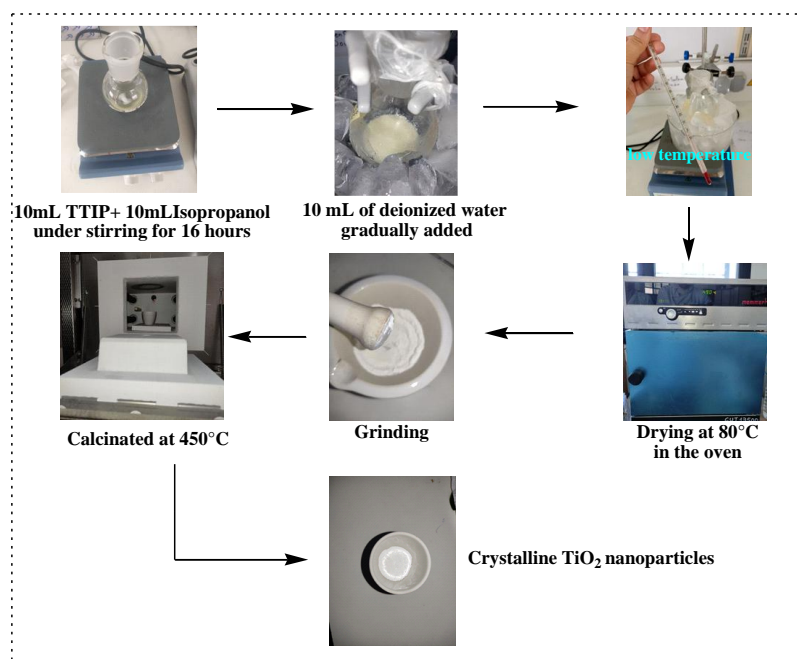 10mL TTIP+ 10mLIsopropanol
under stirring for 16 hours
10 mL of deionized water
gradually added
low temperature
Drying at 80°C
in the oven
Grinding
Calcinated at 450°C
Crystalline TiO₂ nanoparticles